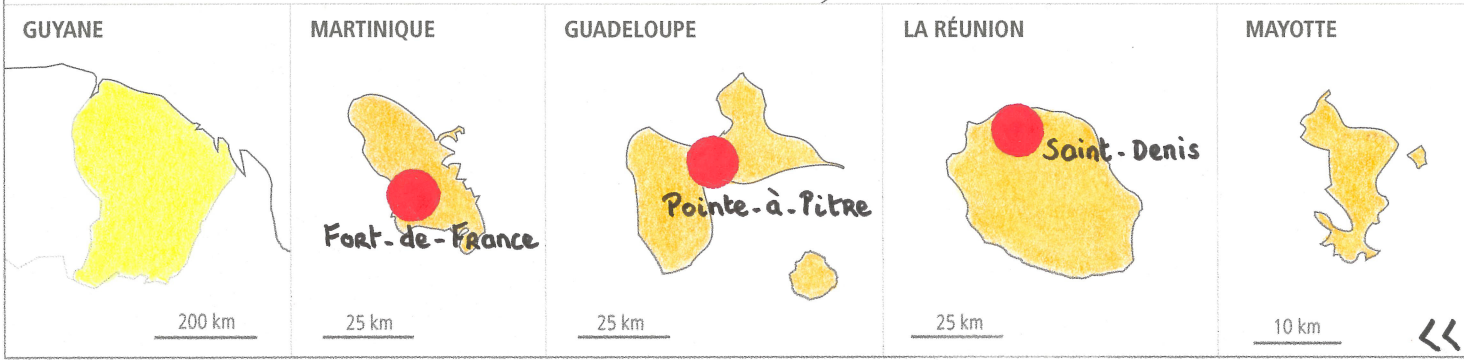 GUYANE
200 km
MARTINIQUE
Fort-de-France
25 km
GUADELOUPE
Pointe-à-Pitre
25 km
LA RÉUNION
Saint-Denis
25 km
MAYOTTE
10 km
<<